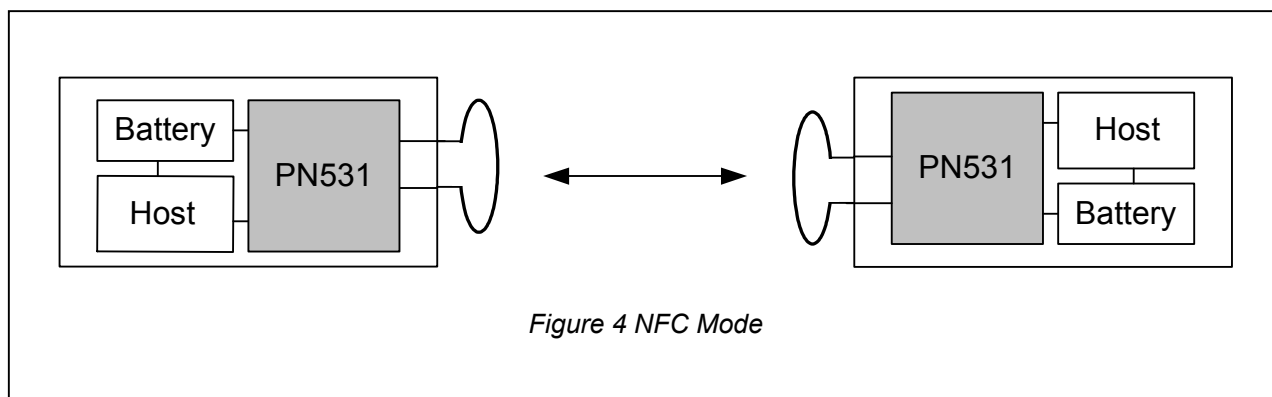 Battery
Host
PN531
PN531
Host
Battery
Figure 4 NFC Mode